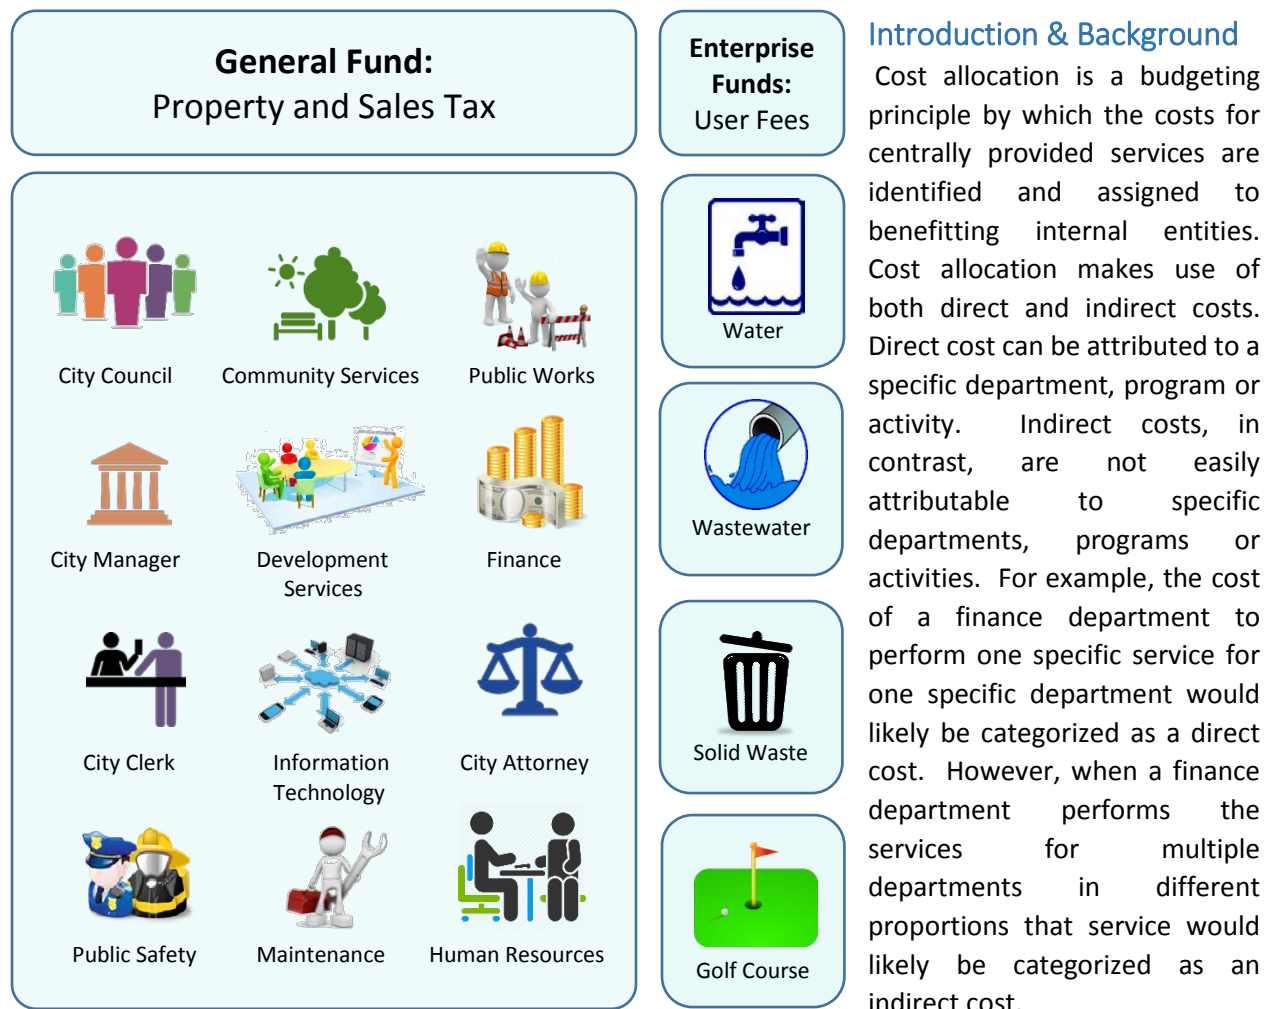 General Fund:
Property and Sales Tax
City Council
Community Services
Public Works
City Manager
Development
Services
Finance
City Clerk
Information
Technology
City Attorney
Public Safety
Maintenance
Human Resources
Enterprise
Funds:
User Fees
Water
Wastewater
Solid Waste
Golf Course
Introduction & Background
Cost allocation is a budgeting
principle by which the costs for
centrally provided services are
identified and assigned to
benefitting internal entities.
Cost allocation makes use of
both direct and indirect costs.
Direct cost can be attributed to a
specific department, program or
activity. Indirect costs, in
contrast, are not easily
attributable to specific
departments, programs or
activities. For example, the cost
of a finance department to
perform one specific service for
one specific department would
likely be categorized as a direct
cost. However, when a finance
department performs the
services for multiple
departments in different
proportions that service would
likely be categorized as an
indirect cost.